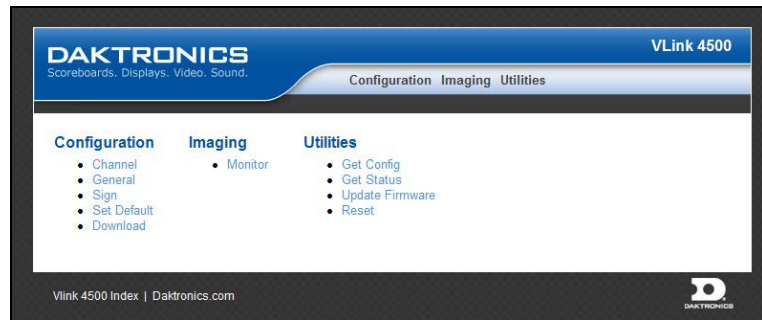 DAKTRONICS
VLink 4500
Scoreboards. Displays. Video. Sound.
Configuration Imaging Utilities
Configuration Imaging Utilities
Channel Monitor Get Config
General Get Status
Sign Update Firmware
Set Default Reset
Download
Vlink 4500 Index | Daktronics.com
DAKTRONICS